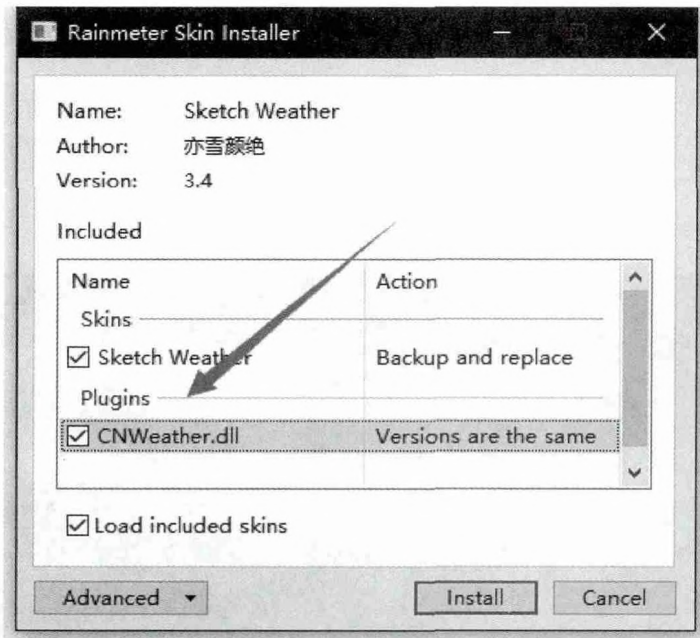 Rainmeter Skin Installer
Name: Sketch Weather
Author: 亦雪颜绝
Version: 3.4
Included
Name Action
Skins
Sketch Weather Backup and replace
Plugins
CNWeather.dll Versions are the same
Load included skins
Advanced Install Cancel